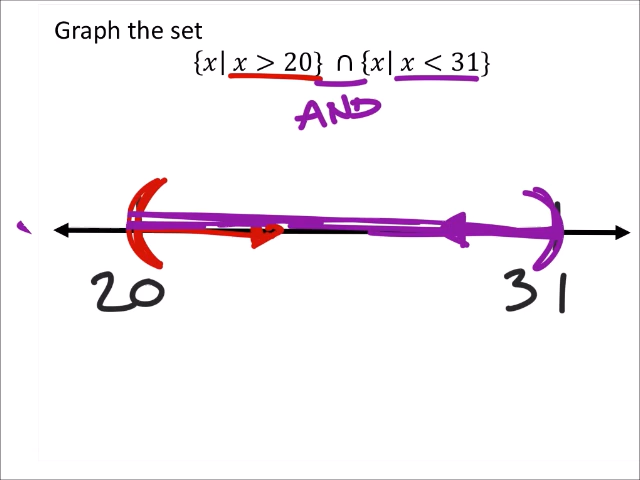 Graph the set
{x| x > 20} ∩ {x| x < 31}
AND
20 31